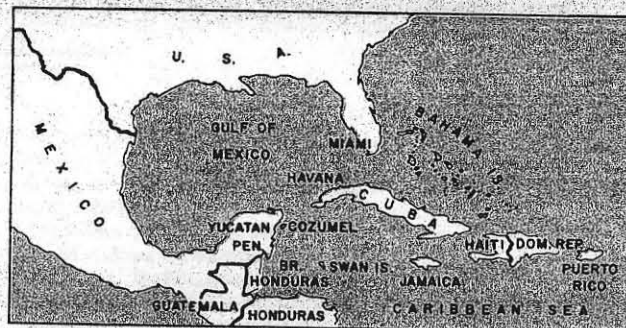 U. S. A.
MEXICO
GULF OF
MEXICO
MIAMI
BAHAMA IS.
HAVANA
CUBA
YUCATAN
PEN.
COZUMEL
HAITI
DOM. REP.
BR.
HONDURAS
SWAN IS.
JAMAICA
PUERTO
RICO
GUATEMALA
HONDURAS
CARIBBEAN SEA